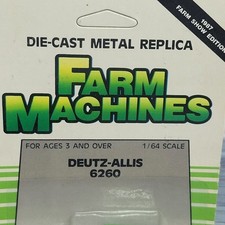 1987
FARM SHOW EDITION
DIE-CAST METAL REPLICA
FARM
MACHINES
FOR AGES 3 AND OVER 1/64 SCALE
DEUTZ-ALLIS
6260